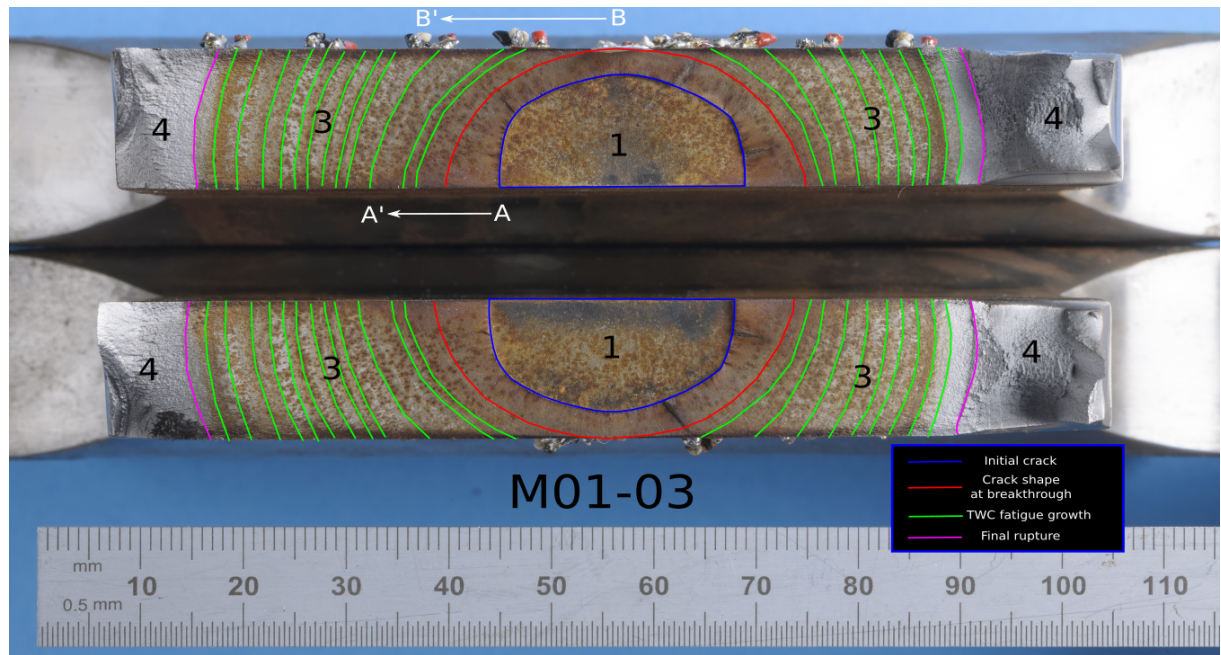 B' B
4 3 1 3 4
A' A
4 3 1 3 4
M01-03
Initial crack
Crack shape
at breakthrough
TWC fatigue growth
Final rupture
mm
10 20 30 40 50 60 70 80 90 100 110
0.5 mm